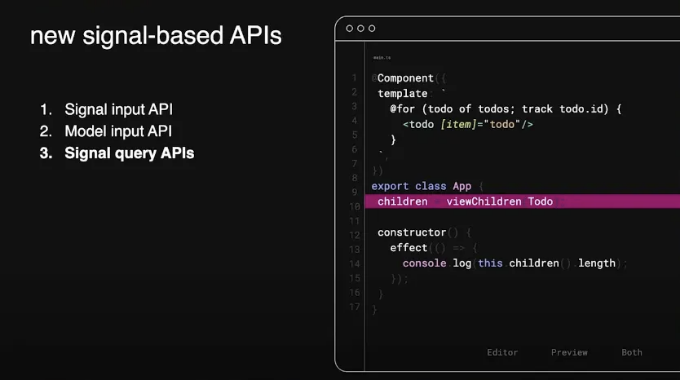 new signal-based APIs
1. Signal input API
2. Model input API
3. Signal query APIs
main.ts
1 @Component({
2 template: `
3 @for (todo of todos; track todo.id) {
4 <todo [item]="todo"/>
5 }
6 `,
7 })
8 export class App {
9
10 children = viewChildren(Todo);
11
12 constructor() {
13 effect(() => {
14 console.log(this.children().length);
15 });
16 }
17 }
Editor Preview Both